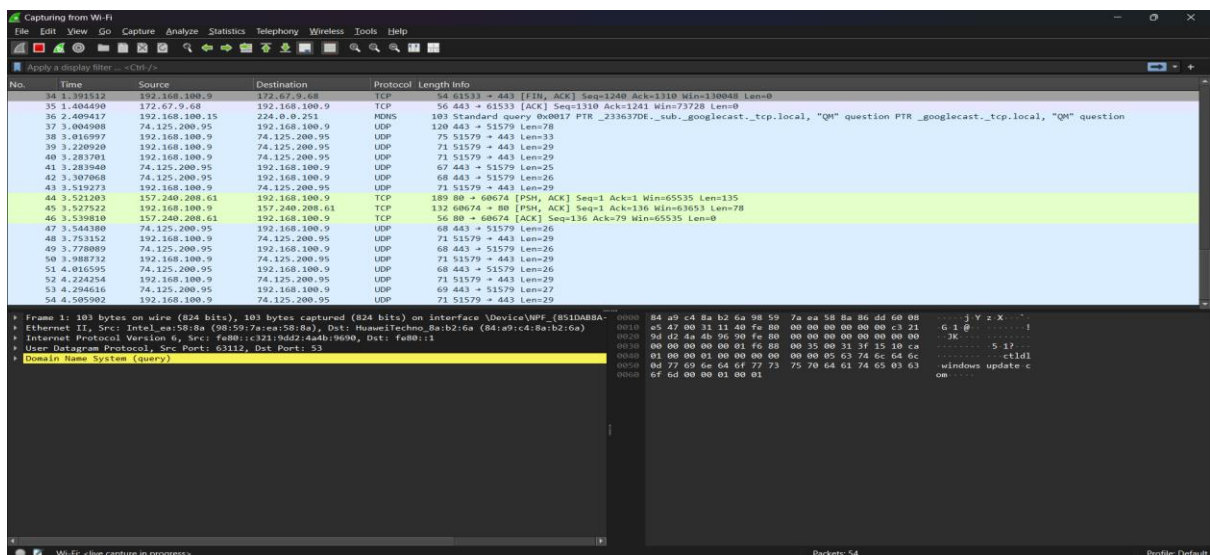 Capturing from Wi-Fi
File Edit View Go Capture Analyze Statistics Telephony Wireless Tools Help
Apply a display filter ... <Ctrl-/>
No. Time Source Destination Protocol Length Info
34 1.391512 192.168.100.9 172.67.9.68 TCP 54 61533 → 443 [FIN, ACK] Seq=1240 Ack=1310 Win=130048 Len=0
35 1.404490 172.67.9.68 192.168.100.9 TCP 56 443 → 61533 [ACK] Seq=1310 Ack=1241 Win=73728 Len=0
36 2.409417 192.168.100.15 224.0.0.251 MDNS 103 Standard query 0x0017 PTR _233637DE._sub._googlecast._tcp.local, "QM" question PTR _googlecast._tcp.local, "QM" question
37 3.004908 74.125.200.95 192.168.100.9 UDP 120 443 → 51579 Len=78
38 3.016997 192.168.100.9 74.125.200.95 UDP 75 51579 → 443 Len=33
39 3.220920 192.168.100.9 74.125.200.95 UDP 71 51579 → 443 Len=29
40 3.283701 192.168.100.9 74.125.200.95 UDP 71 51579 → 443 Len=29
41 3.283940 74.125.200.95 192.168.100.9 UDP 67 443 → 51579 Len=25
42 3.307068 74.125.200.95 192.168.100.9 UDP 68 443 → 51579 Len=26
43 3.519273 192.168.100.9 74.125.200.95 UDP 71 51579 → 443 Len=29
44 3.521203 157.240.208.61 192.168.100.9 TCP 189 80 → 60674 [PSH, ACK] Seq=1 Ack=1 Win=65535 Len=135
45 3.527522 192.168.100.9 157.240.208.61 TCP 132 60674 → 80 [PSH, ACK] Seq=1 Ack=136 Win=63653 Len=78
46 3.539810 157.240.208.61 192.168.100.9 TCP 56 80 → 60674 [ACK] Seq=136 Ack=79 Win=65535 Len=0
47 3.544380 74.125.200.95 192.168.100.9 UDP 68 443 → 51579 Len=26
48 3.753152 192.168.100.9 74.125.200.95 UDP 71 51579 → 443 Len=29
49 3.778089 74.125.200.95 192.168.100.9 UDP 68 443 → 51579 Len=26
50 3.988732 192.168.100.9 74.125.200.95 UDP 71 51579 → 443 Len=29
51 4.016595 74.125.200.95 192.168.100.9 UDP 68 443 → 51579 Len=26
52 4.224254 192.168.100.9 74.125.200.95 UDP 71 51579 → 443 Len=29
53 4.294616 74.125.200.95 192.168.100.9 UDP 69 443 → 51579 Len=27
54 4.505902 192.168.100.9 74.125.200.95 UDP 71 51579 → 443 Len=29
Frame 1: 103 bytes on wire (824 bits), 103 bytes captured (824 bits) on interface \Device\NPF_{851DAB8A-
Ethernet II, Src: Intel_ea:58:8a (98:59:7a:ea:58:8a), Dst: HuaweiTechno_8a:b2:6a (84:a9:c4:8a:b2:6a)
Internet Protocol Version 6, Src: fe80::c321:9dd2:4a4b:9690, Dst: fe80::1
User Datagram Protocol, Src Port: 63112, Dst Port: 53
Domain Name System (query)
0000 84 a9 c4 8a b2 6a 98 59 7a ea 58 8a 86 dd 60 08 ·····j·Y z·X···`·
0010 e5 47 00 31 11 40 fe 80 00 00 00 00 00 00 c3 21 ·G·1·@·· ·······!
0020 9d d2 4a 4b 96 90 fe 80 00 00 00 00 00 00 00 00 ··JK···· ········
0030 00 00 00 00 00 01 f6 88 00 35 00 31 3f 15 10 ca ········ ·5·1?···
0040 01 00 00 01 00 00 00 00 00 00 05 63 74 6c 64 6c ········ ···ctldl
0050 0d 77 69 6e 64 6f 77 73 75 70 64 61 74 65 03 63 ·windows update·c
0060 6f 6d 00 00 01 00 01 om·····
Wi-Fi: <live capture in progress>
Packets: 54
Profile: Default